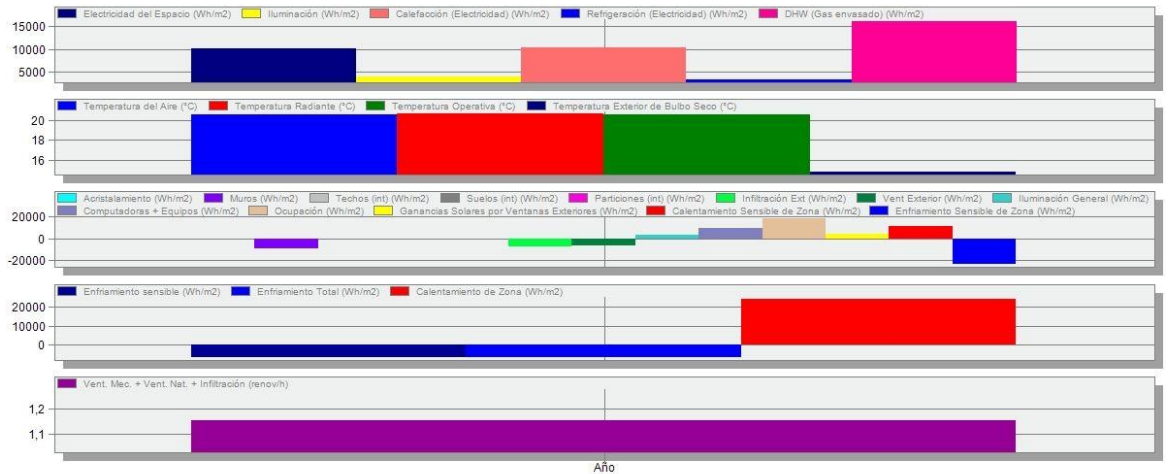 Electricidad del Espacio (Wh/m2) Iluminación (Wh/m2) Calefacción (Electricidad) (Wh/m2) Refrigeración (Electricidad) (Wh/m2) DHW (Gas envasado) (Wh/m2)
15000
10000
5000
Temperatura del Aire (°C) Temperatura Radiante (°C) Temperatura Operativa (°C) Temperatura Exterior de Bulbo Seco (°C)
20
18
16
Acristalamiento (Wh/m2) Muros (Wh/m2) Techos (int) (Wh/m2) Suelos (int) (Wh/m2) Particiones (int) (Wh/m2) Infiltración Ext (Wh/m2) Vent Exterior (Wh/m2) Iluminación General (Wh/m2)
Computadoras + Equipos (Wh/m2) Ocupación (Wh/m2) Ganancias Solares por Ventanas Exteriores (Wh/m2) Calentamiento Sensible de Zona (Wh/m2) Enfriamiento Sensible de Zona (Wh/m2)
20000
0
-20000
Enfriamiento sensible (Wh/m2) Enfriamiento Total (Wh/m2) Calentamiento de Zona (Wh/m2)
20000
10000
0
Vent. Mec. + Vent. Nat. + Infiltración (renov/h)
1,2
1,1
Año